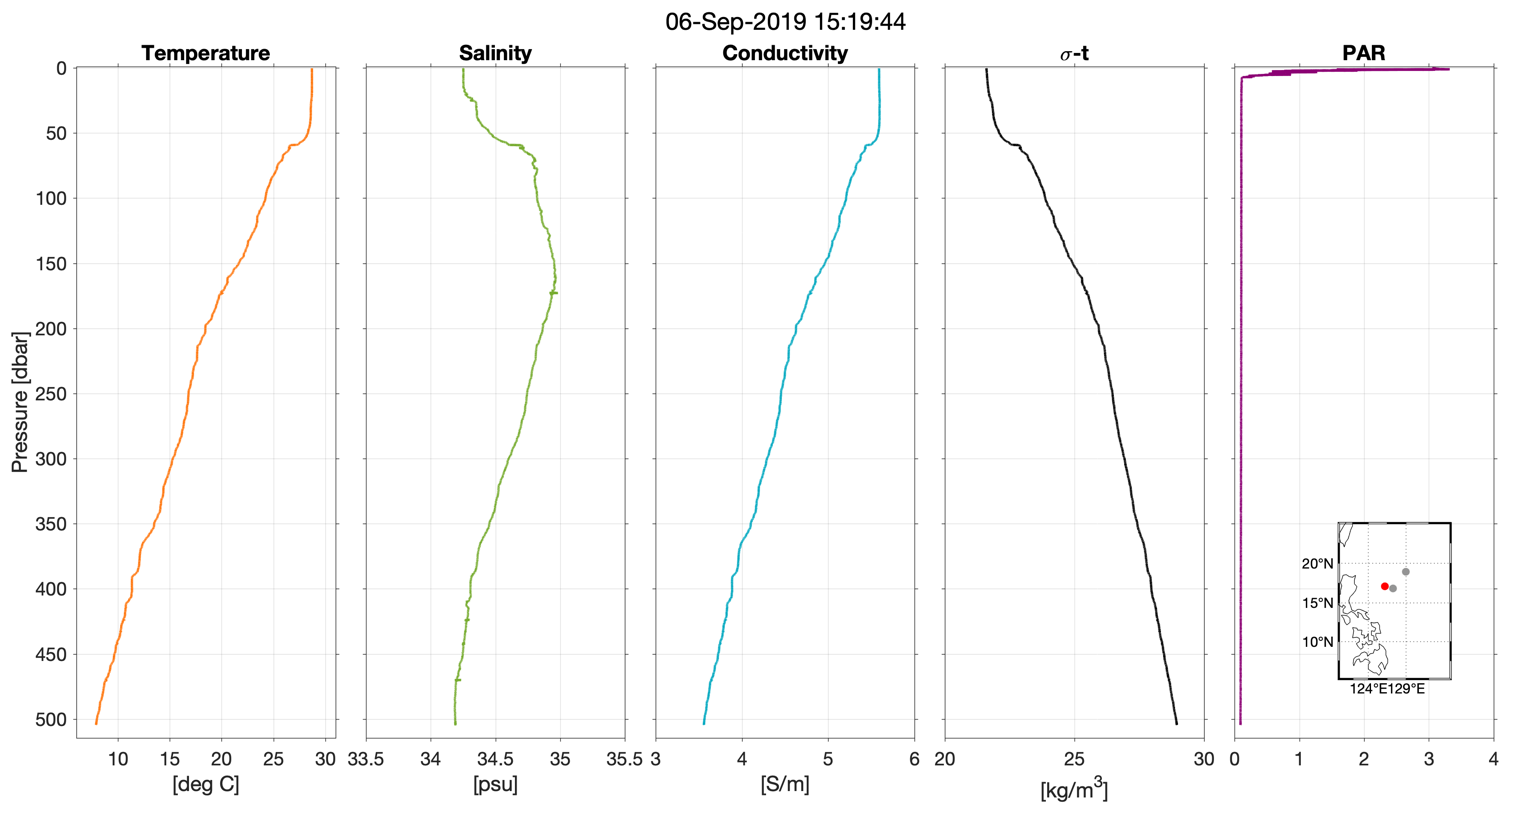 06-Sep-2019 15:19:44
Temperature
Salinity
Conductivity
σ-t
PAR
Pressure [dbar]
0
50
100
150
200
250
300
350
400
450
500
10 15 20 25 30
[deg C]
33.5 34 34.5 35 35.5
[psu]
3 4 5 6
[S/m]
20 25 30
[kg/m³]
0 1 2 3 4
20°N
15°N
10°N
124°E129°E